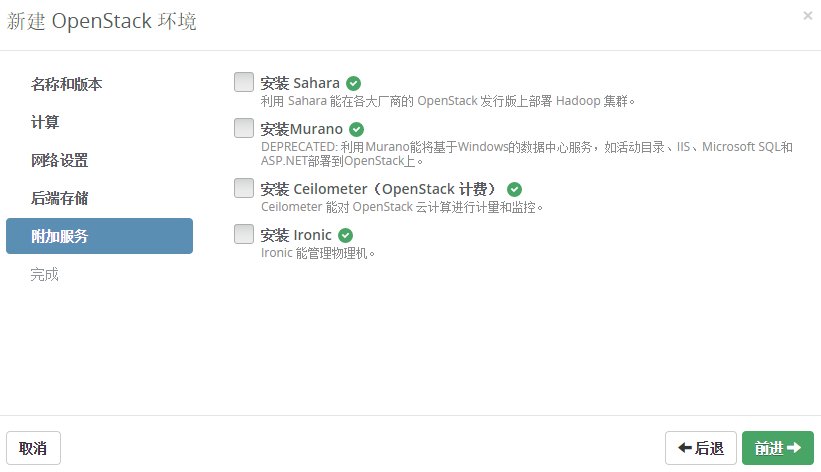 新建 OpenStack 环境
×
名称和版本
计算
网络设置
后端存储
附加服务
完成
安装 Sahara
利用 Sahara 能在各大厂商的 OpenStack 发行版上部署 Hadoop 集群。
安装Murano
DEPRECATED: 利用Murano能将基于Windows的数据中心服务，如活动目录、IIS、Microsoft SQL和
ASP.NET部署到OpenStack上。
安装 Ceilometer（OpenStack 计费）
Ceilometer 能对 OpenStack 云计算进行计量和监控。
安装 Ironic
Ironic 能管理物理机。
取消
后退
前进